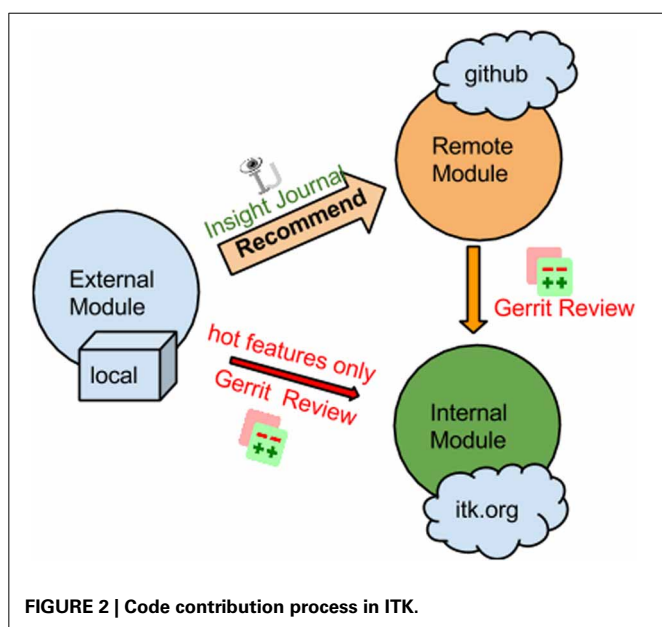 github
Remote
Module
Insight Journal
Recommend
External
Module
local
Gerrit Review
hot features only
Gerrit Review
Internal
Module
itk.org
FIGURE 2 | Code contribution process in ITK.